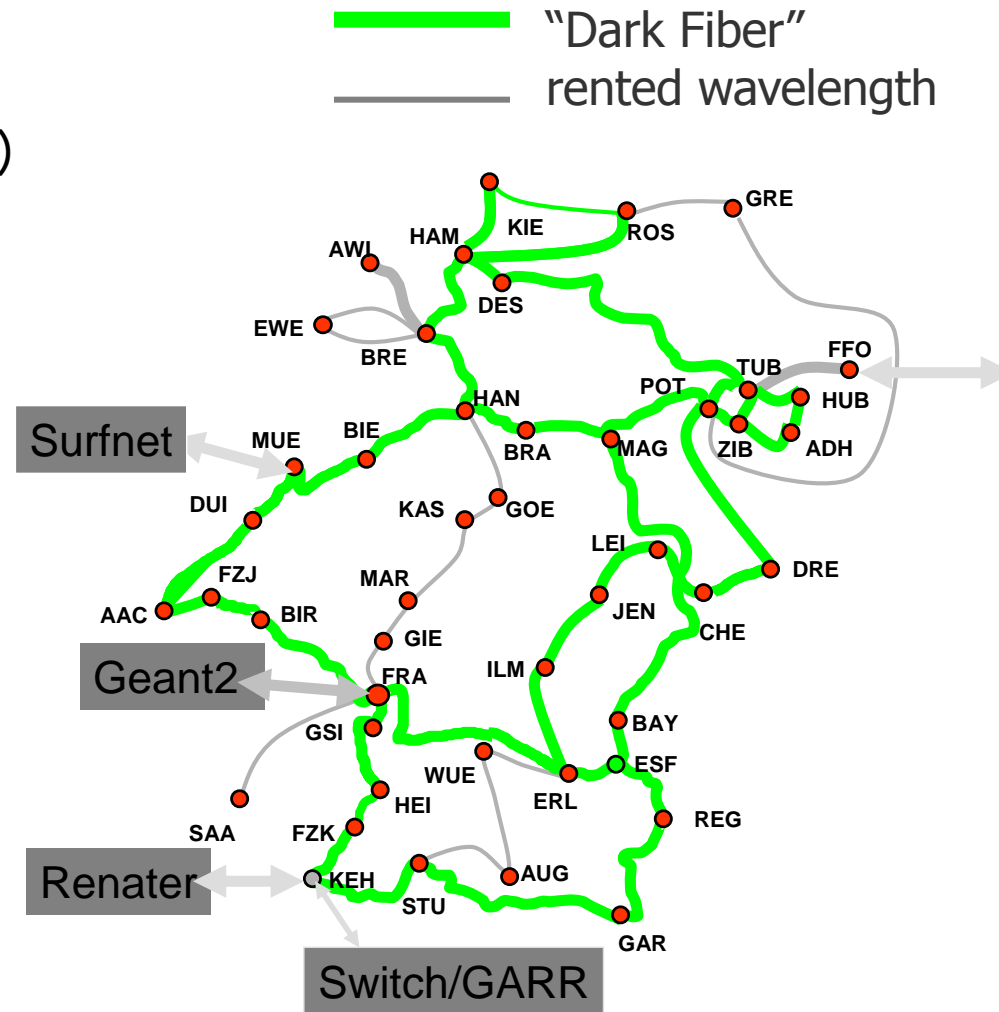 “Dark Fiber”
rented wavelength
)
GRE
KIE
ROS
HAM
AWI
DES
EWE
BRE
FFO
TUB
POT
HUB
HAN
Surfnet
MUE
BIE
BRA
MAG
ZIB
ADH
DUI
KAS
GOE
LEI
FZJ
MAR
DRE
AAC
BIR
JEN
CHE
GIE
ILM
Geant2
FRA
GSI
BAY
WUE
ESF
ERL
HEI
REG
SAA
FZK
Renater
KEH
AUG
STU
GAR
Switch/GARR